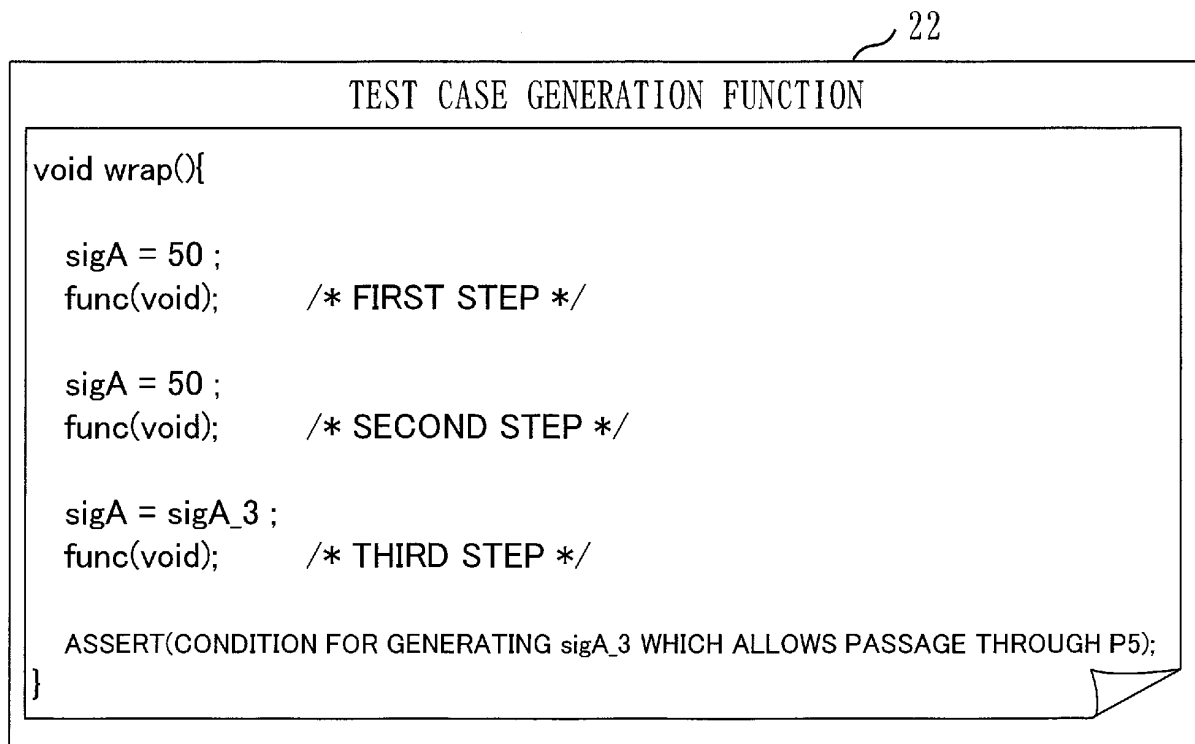 22
TEST CASE GENERATION FUNCTION
void wrap(){
sigA = 50 ;
func(void); /* FIRST STEP */
sigA = 50 ;
func(void); /* SECOND STEP */
sigA = sigA_3 ;
func(void); /* THIRD STEP */
ASSERT(CONDITION FOR GENERATING sigA_3 WHICH ALLOWS PASSAGE THROUGH P5);
}